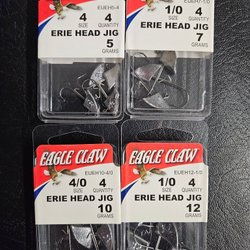 EUEH5-4
4 4
SIZE QUANTITY
ERIE HEAD JIG
5
GRAMS
1/0 4
SIZE QUANTITY
ERIE HEAD JIG
7
GRAMS
EAGLE CLAW
EUEH10-4/0
4/0 4
SIZE QUANTITY
ERIE HEAD JIG
10
GRAMS
EAGLE CLAW
EUEH12-1/0
1/0 4
SIZE QUANTITY
ERIE HEAD JIG
12
GRAMS